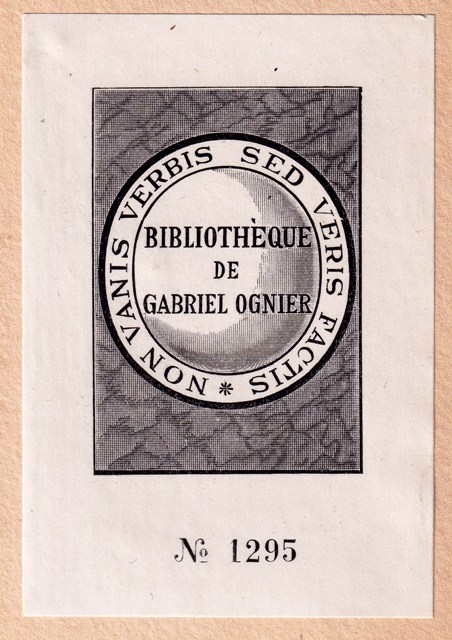 NON VANIS VERBIS SED VERIS FACTIS *
BIBLIOTHÈQUE
DE
GABRIEL OGNIER
No 1295